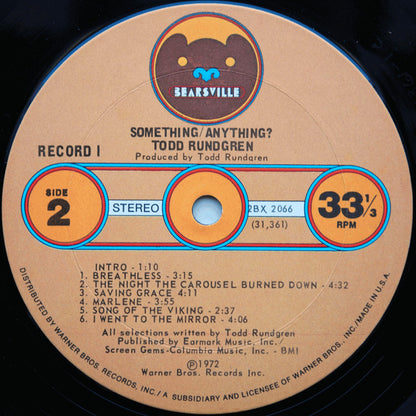 BEARSVILLE
SOMETHING/ANYTHING?
TODD RUNDGREN
RECORD I
Produced by Todd Rundgren
SIDE
2
STEREO
2BX 2066
(31,361)
33 1/3
RPM
INTRO - 1:10
1. BREATHLESS - 3:15
2. THE NIGHT THE CAROUSEL BURNED DOWN - 4:32
3. SAVING GRACE 4:11
4. MARLENE - 3:55
5. SONG OF THE VIKING - 2:37
6. I WENT TO THE MIRROR - 4:06
All selections written by Todd Rundgren
Published by Earmark Music, Inc./
Screen Gems-Columbia Music, Inc. - BMI
Ⓟ1972
Warner Bros. Records Inc.
DISTRIBUTED BY WARNER BROS. RECORDS, INC./ A SUBSIDIARY AND LICENSEE OF WARNER BROS. INC./ MADE IN U.S.A.